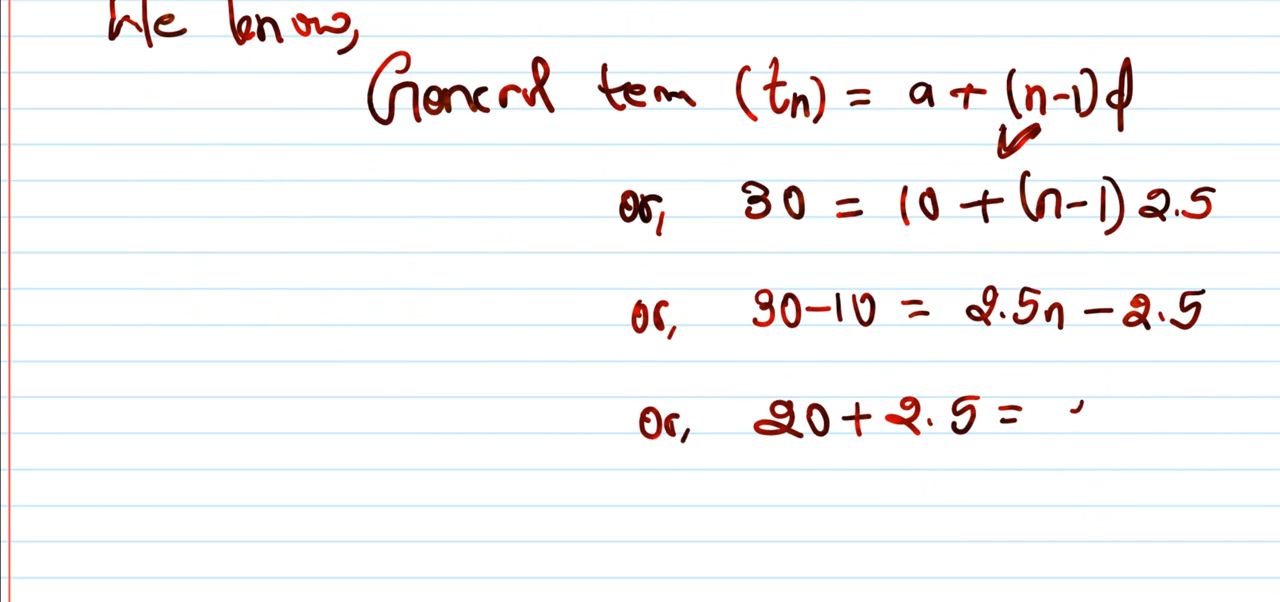 We know,
General term (tn) = a + (n-1)d
or, 30 = 10 + (n-1) 2.5
or, 30-10 = 2.5n - 2.5
or, 20 + 2.5 =